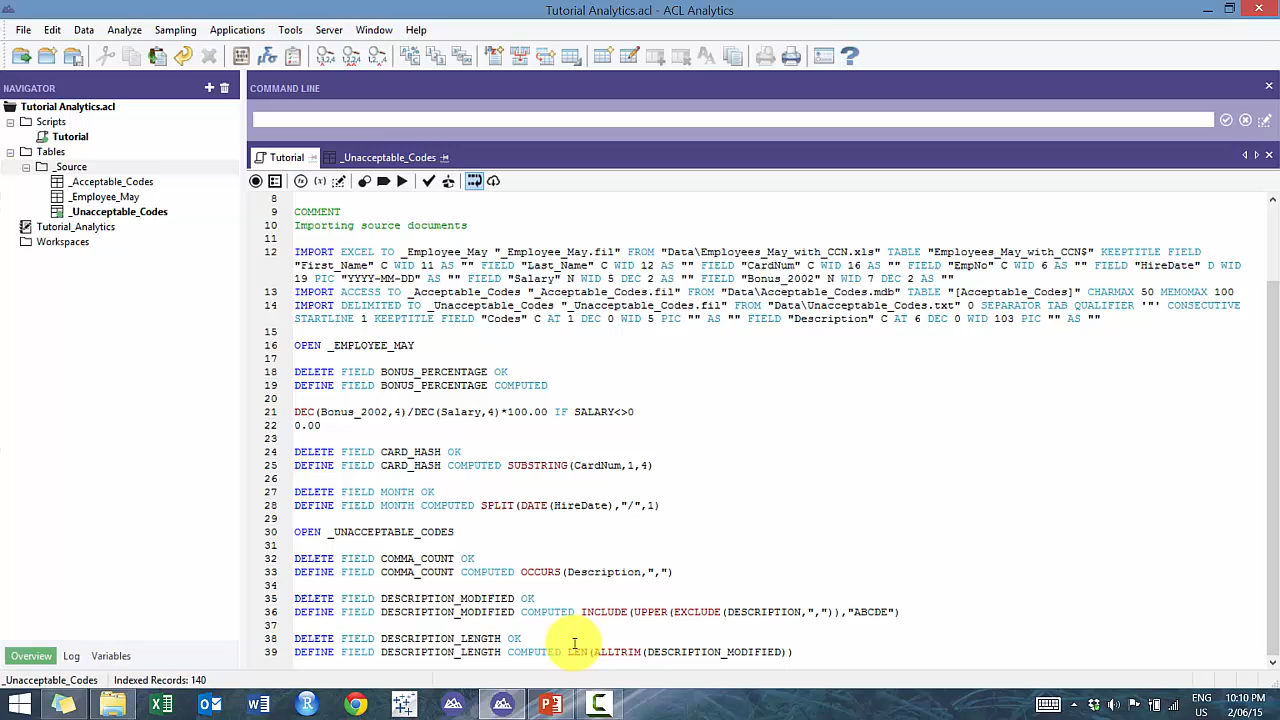 Tutorial Analytics.acl - ACL Analytics
File Edit Data Analyze Sampling Applications Tools Server Window Help
NAVIGATOR
Tutorial Analytics.acl
Scripts
Tutorial
Tables
_Source
_Acceptable_Codes
_Employee_May
_Unacceptable_Codes
Tutorial_Analytics
Workspaces
Overview Log Variables
COMMAND LINE
Tutorial _Unacceptable_Codes
8
9 COMMENT
10 Importing source documents
11
12 IMPORT EXCEL TO _Employee_May "_Employee_May.fil" FROM "Data\Employees_May_with_CCN.xls" TABLE "Employees_May_with_CCN$" KEEPTITLE FIELD
"First_Name" C WID 11 AS "" FIELD "Last_Name" C WID 12 AS "" FIELD "CardNum" C WID 16 AS "" FIELD "EmpNo" C WID 6 AS "" FIELD "HireDate" D WID
19 PIC "YYYY-MM-DD" AS "" FIELD "Salary" N WID 5 DEC 2 AS "" FIELD "Bonus_2002" N WID 7 DEC 2 AS ""
13 IMPORT ACCESS TO _Acceptable_Codes "_Acceptable_Codes.fil" FROM "Data\Acceptable_Codes.mdb" TABLE "[Acceptable_Codes]" CHARMAX 50 MEMOMAX 100
14 IMPORT DELIMITED TO _Unacceptable_Codes "_Unacceptable_Codes.fil" FROM "Data\Unacceptable_Codes.txt" 0 SEPARATOR TAB QUALIFIER '"' CONSECUTIVE
STARTLINE 1 KEEPTITLE FIELD "Codes" C AT 1 DEC 0 WID 5 PIC "" AS "" FIELD "Description" C AT 6 DEC 0 WID 103 PIC "" AS ""
15
16 OPEN _EMPLOYEE_MAY
17
18 DELETE FIELD BONUS_PERCENTAGE OK
19 DEFINE FIELD BONUS_PERCENTAGE COMPUTED
20
21 DEC(Bonus_2002,4)/DEC(Salary,4)*100.00 IF SALARY<>0
22 0.00
23
24 DELETE FIELD CARD_HASH OK
25 DEFINE FIELD CARD_HASH COMPUTED SUBSTRING(CardNum,1,4)
26
27 DELETE FIELD MONTH OK
28 DEFINE FIELD MONTH COMPUTED SPLIT(DATE(HireDate),"/",1)
29
30 OPEN _UNACCEPTABLE_CODES
31
32 DELETE FIELD COMMA_COUNT OK
33 DEFINE FIELD COMMA_COUNT COMPUTED OCCURS(Description,",")
34
35 DELETE FIELD DESCRIPTION_MODIFIED OK
36 DEFINE FIELD DESCRIPTION_MODIFIED COMPUTED INCLUDE(UPPER(EXCLUDE(DESCRIPTION,",")),"ABCDE")
37
38 DELETE FIELD DESCRIPTION_LENGTH OK
39 DEFINE FIELD DESCRIPTION_LENGTH COMPUTED LEN(ALLTRIM(DESCRIPTION_MODIFIED))
_Unacceptable_Codes Indexed Records: 140
ENG 10:10 PM
US 2/06/15